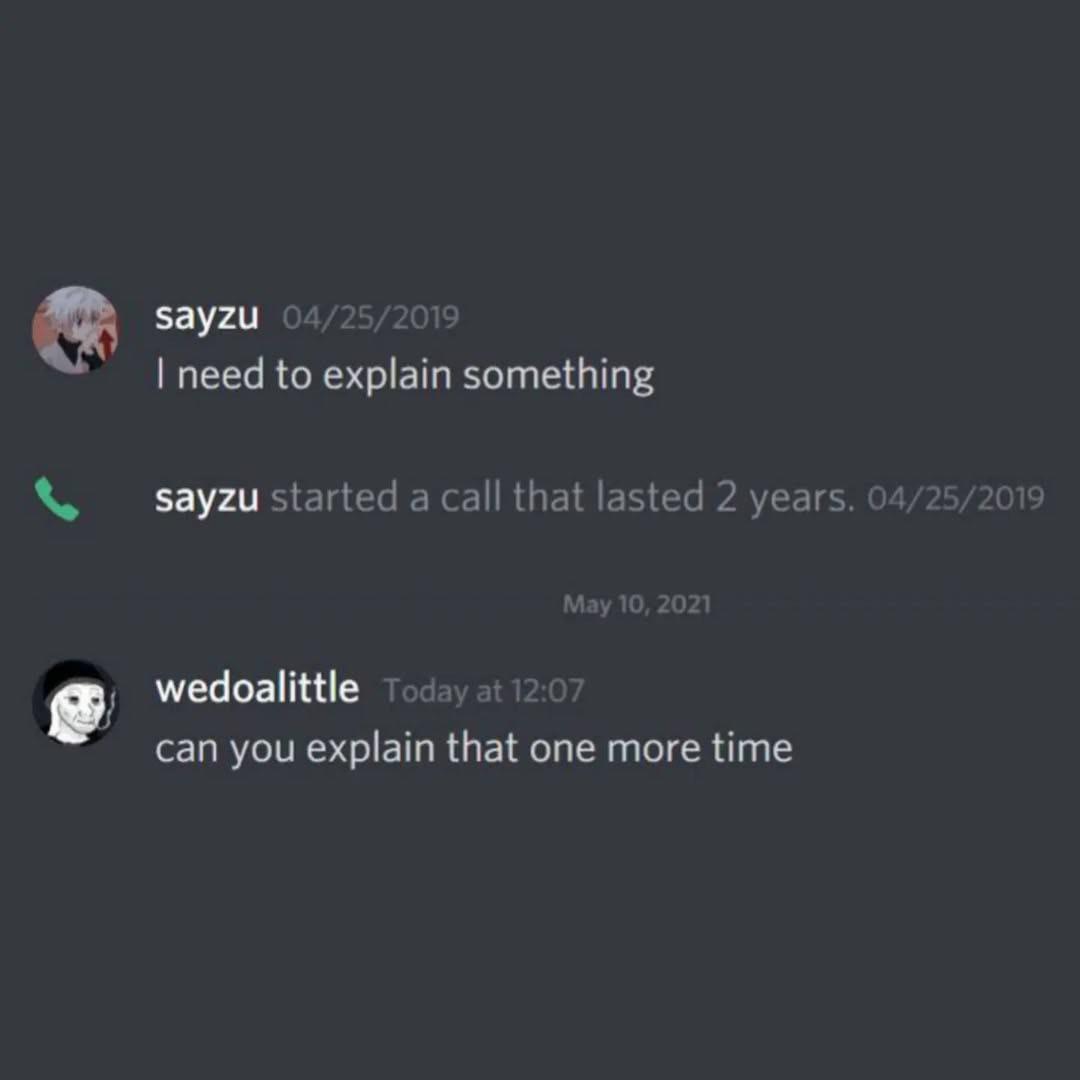 sayzu 04/25/2019
I need to explain something
sayzu started a call that lasted 2 years. 04/25/2019
May 10, 2021
wedoalittle Today at 12:07
can you explain that one more time